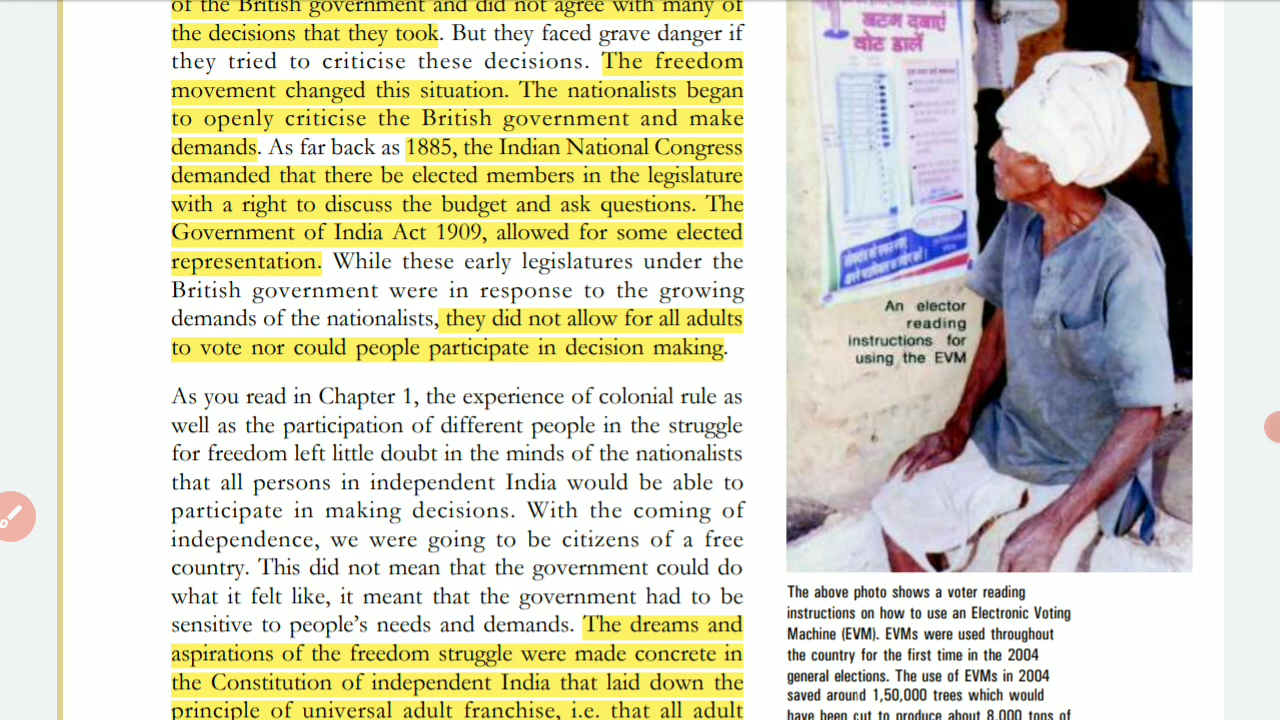 of the British government and did not agree with many of
the decisions that they took. But they faced grave danger if
they tried to criticise these decisions. The freedom
movement changed this situation. The nationalists began
to openly criticise the British government and make
demands. As far back as 1885, the Indian National Congress
demanded that there be elected members in the legislature
with a right to discuss the budget and ask questions. The
Government of India Act 1909, allowed for some elected
representation. While these early legislatures under the
British government were in response to the growing
demands of the nationalists, they did not allow for all adults
to vote nor could people participate in decision making.
As you read in Chapter 1, the experience of colonial rule as
well as the participation of different people in the struggle
for freedom left little doubt in the minds of the nationalists
that all persons in independent India would be able to
participate in making decisions. With the coming of
independence, we were going to be citizens of a free
country. This did not mean that the government could do
what it felt like, it meant that the government had to be
sensitive to people’s needs and demands. The dreams and
aspirations of the freedom struggle were made concrete in
the Constitution of independent India that laid down the
principle of universal adult franchise, i.e. that all adult
बटन दबाएँ
वोट डालें
An elector
reading
instructions for
using the EVM
The above photo shows a voter reading
instructions on how to use an Electronic Voting
Machine (EVM). EVMs were used throughout
the country for the first time in the 2004
general elections. The use of EVMs in 2004
saved around 1,50,000 trees which would
have been cut to produce about 8,000 tons of